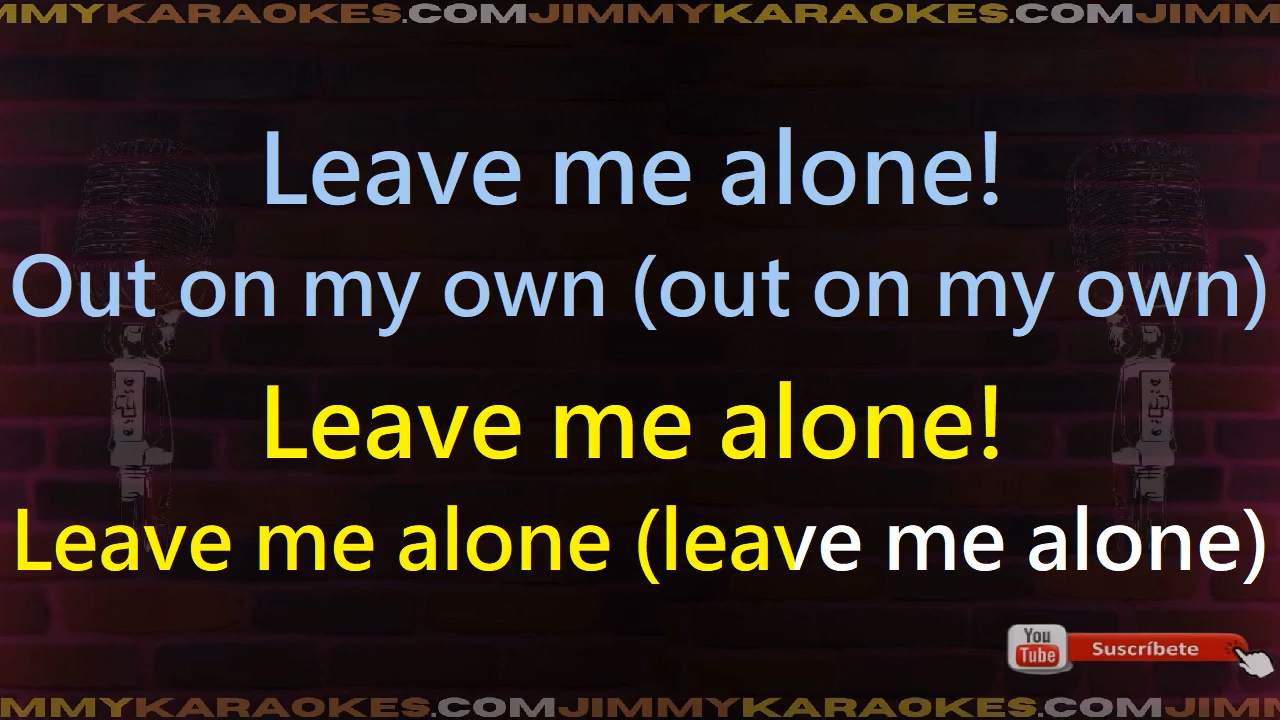 MMYKARAOKES.COMJIMMYKARAOKES.COMJIMM
Leave me alone!
Out on my own (out on my own)
Leave me alone!
Leave me alone (leave me alone)
You
Tube
Suscríbete
MMYKARAOKES.COMJIMMYKARAOKES.COMJIM